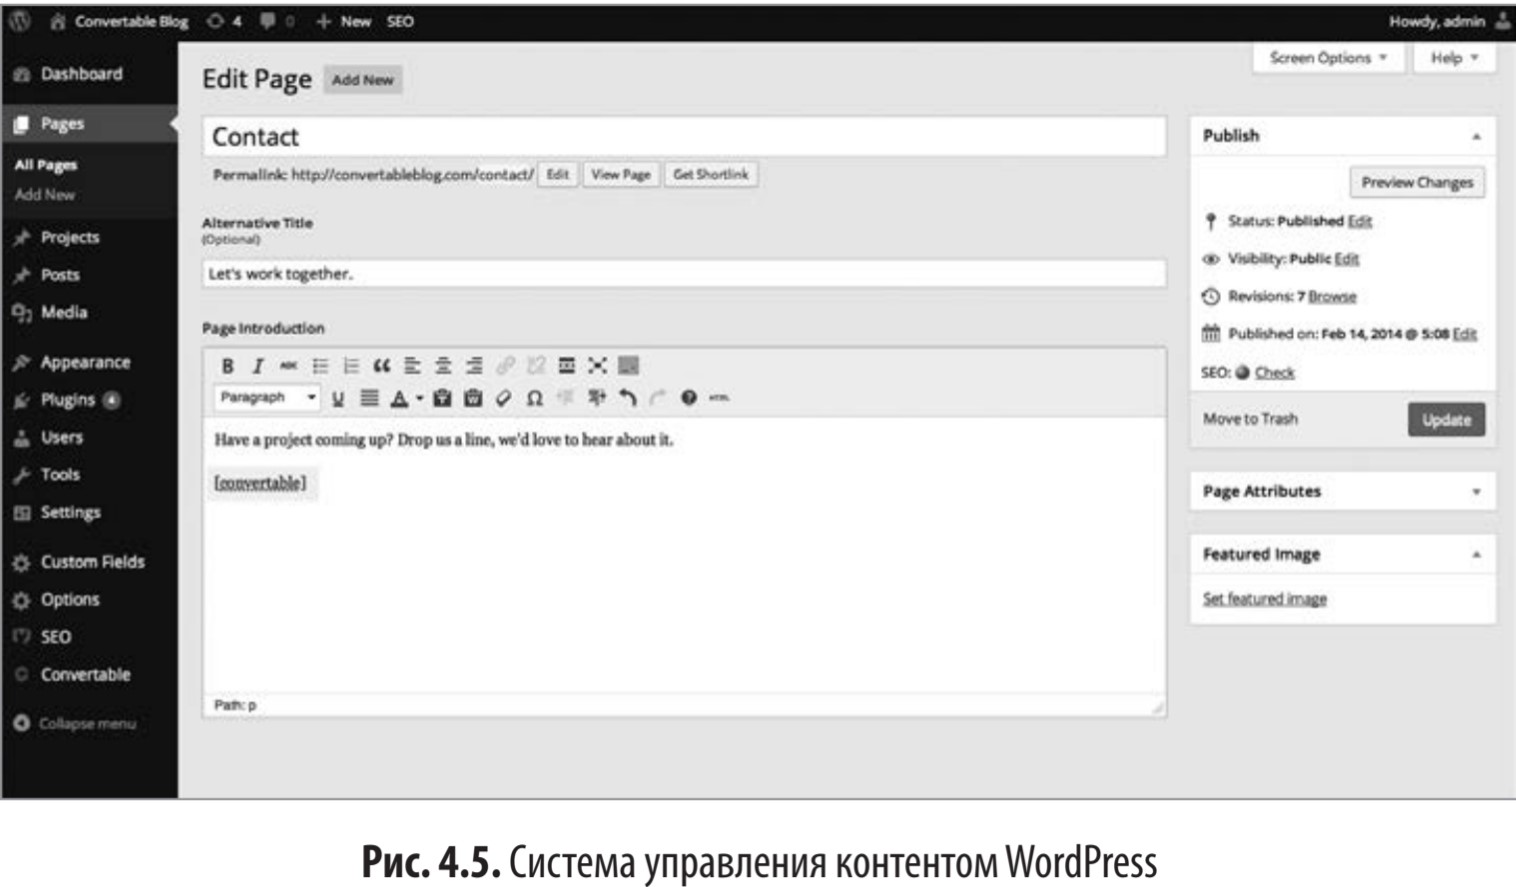 Convertable Blog 4 0 + New SEO Howdy, admin
Screen Options Help
Dashboard
Pages
All Pages
Add New
Projects
Posts
Media
Appearance
Plugins 4
Users
Tools
Settings
Custom Fields
Options
SEO
Convertable
Collapse menu
Edit Page Add New
Contact
Permalink: http://convertableblog.com/contact/ Edit View Page Get Shortlink
Alternative Title
(Optional)
Let's work together.
Page Introduction
B I ABC
Paragraph U A T W Ω ? HTML
Have a project coming up? Drop us a line, we'd love to hear about it.
[convertable]
Path: p
Publish
Preview Changes
Status: Published Edit
Visibility: Public Edit
Revisions: 7 Browse
Published on: Feb 14, 2014 @ 5:08 Edit
SEO: Check
Move to Trash Update
Page Attributes
Featured Image
Set featured image
Рис. 4.5. Система управления контентом WordPress